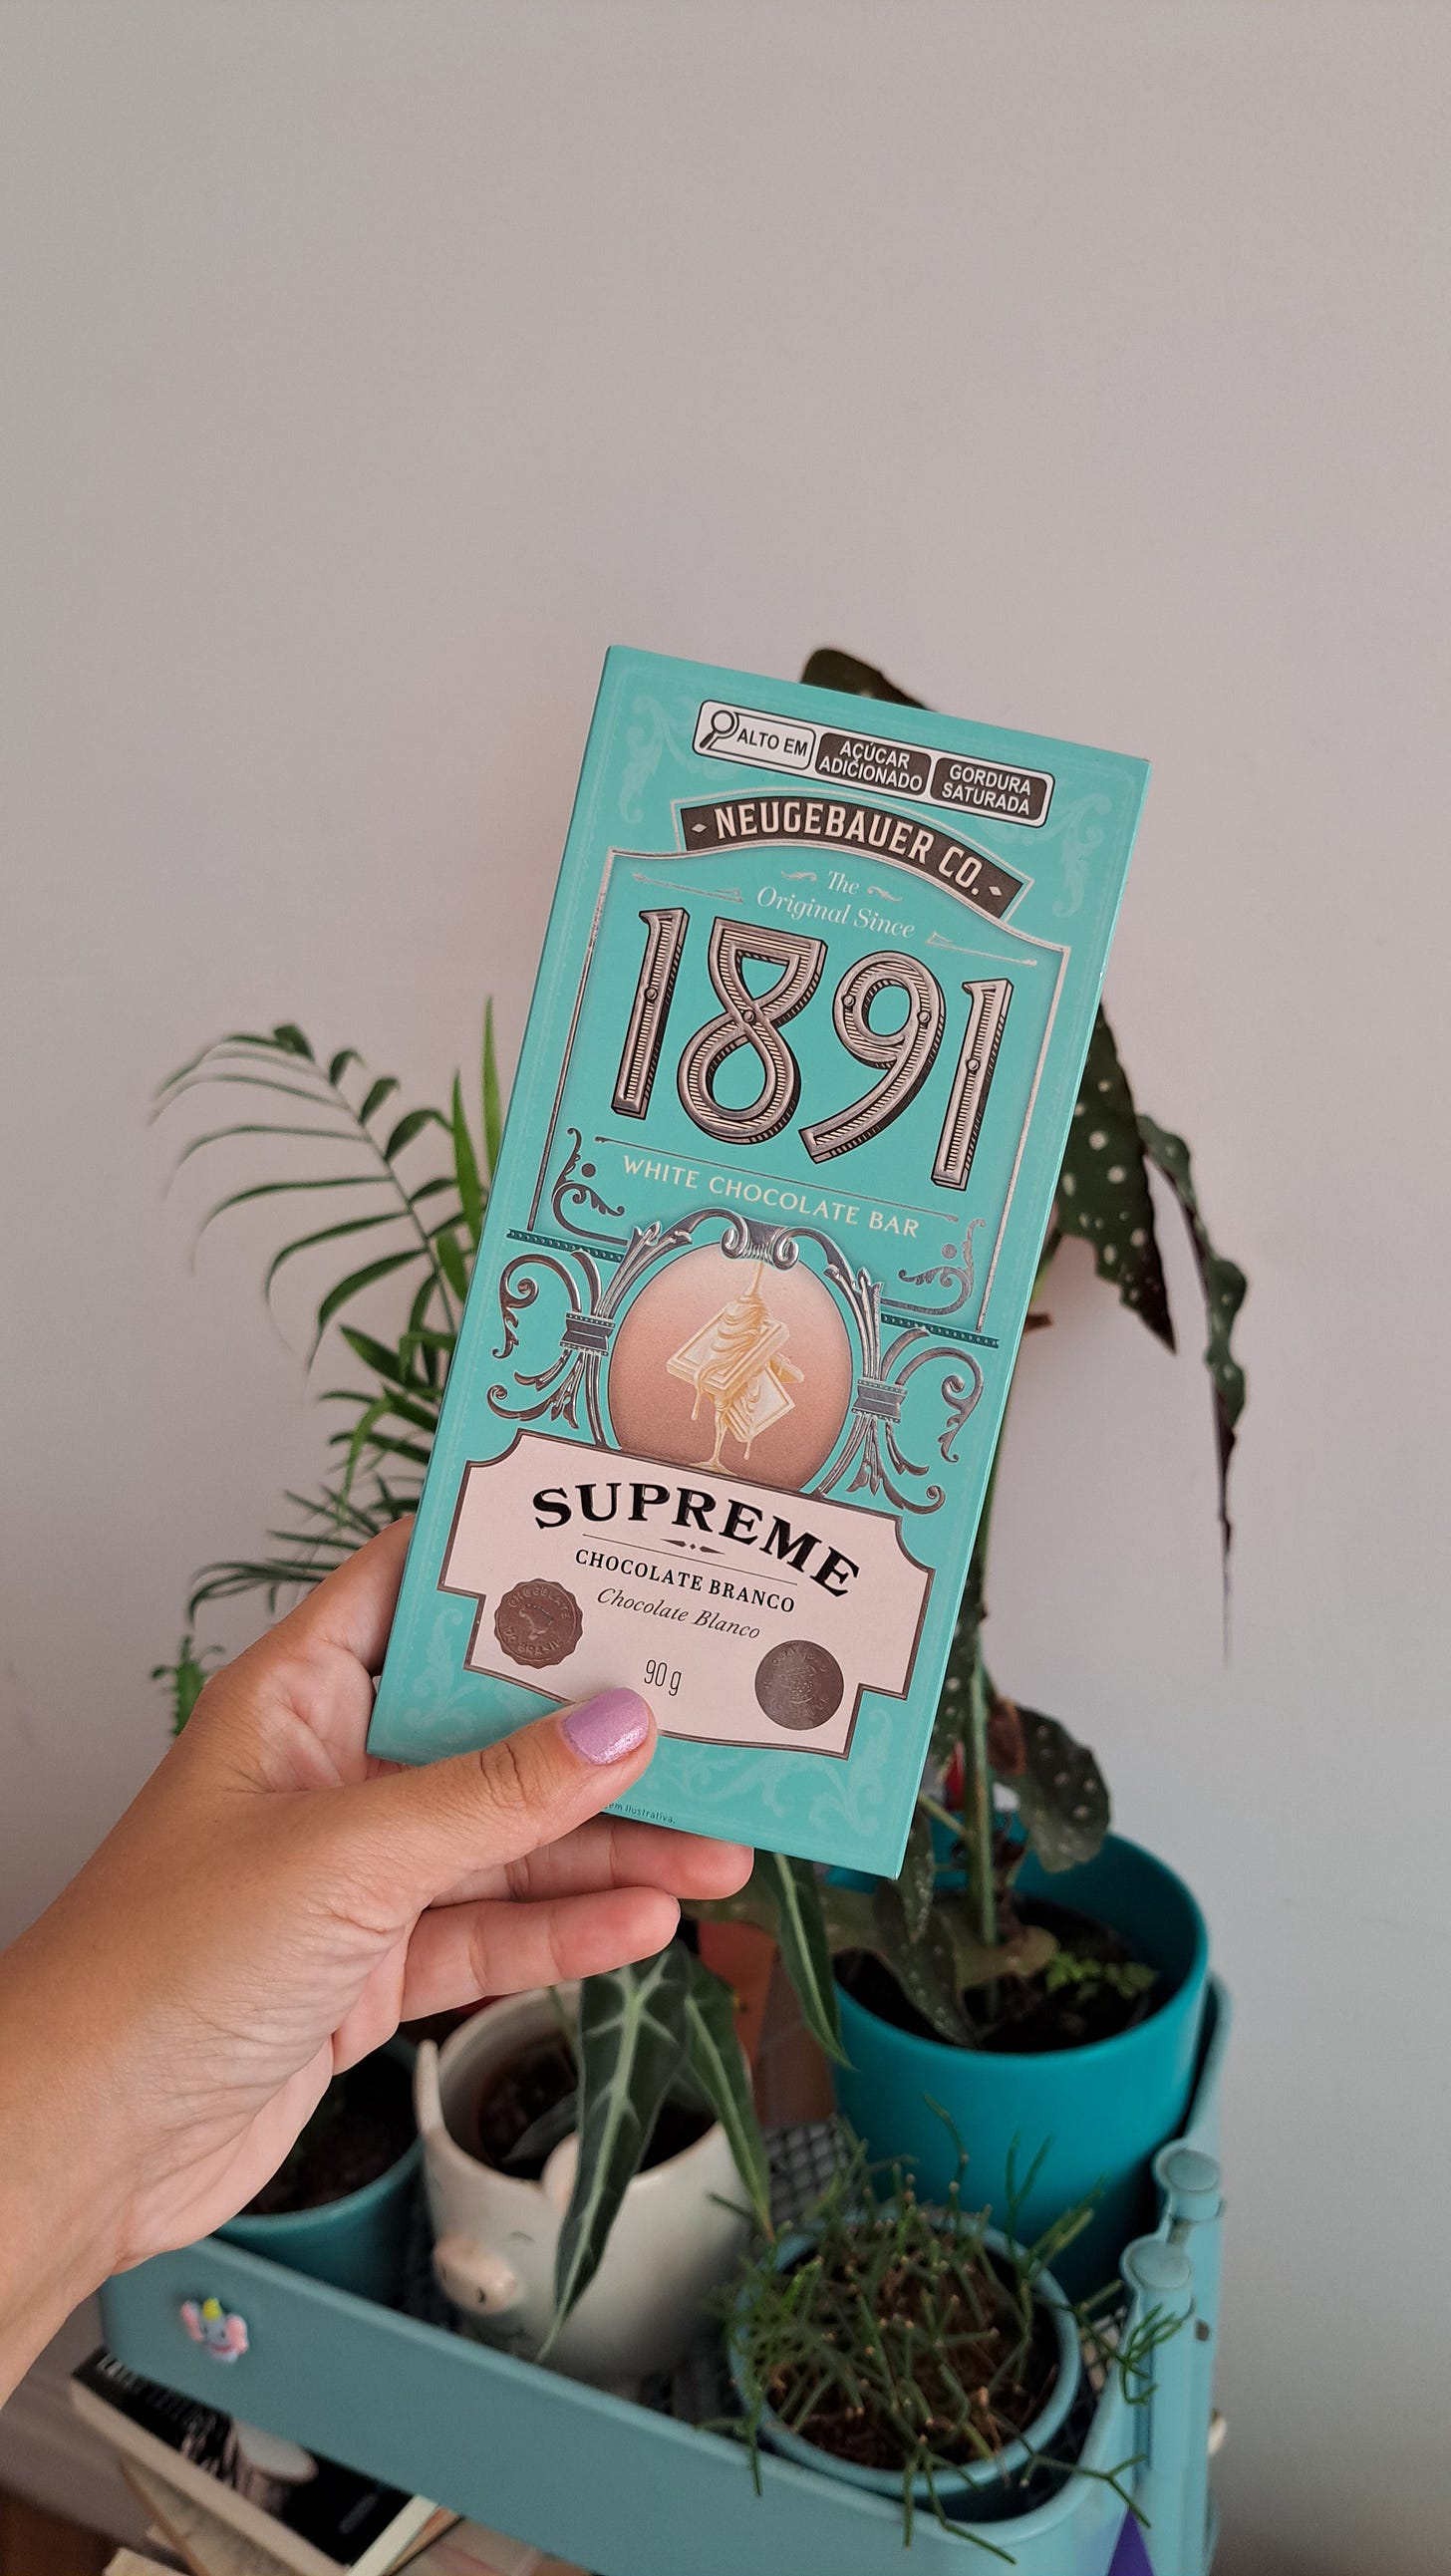 ALTO EM
AÇÚCAR
ADICIONADO
GORDURA
SATURADA
NEUGEBAUER CO.
The
Original Since
1891
WHITE CHOCOLATE BAR
SUPREME
CHOCOLATE BRANCO
Chocolate Blanco
90 g
ilustrativa.